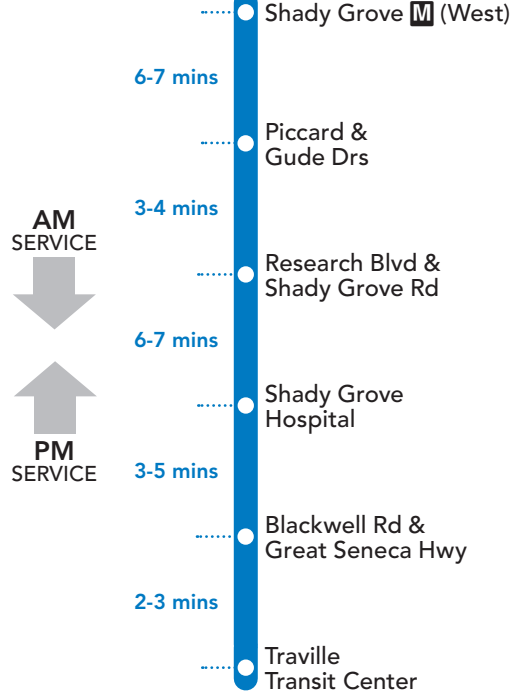 Shady Grove M (West)
6-7 mins
Piccard &
Gude Drs
3-4 mins
AM
SERVICE
Research Blvd &
Shady Grove Rd
6-7 mins
Shady Grove
Hospital
PM
SERVICE
3-5 mins
Blackwell Rd &
Great Seneca Hwy
2-3 mins
Traville
Transit Center